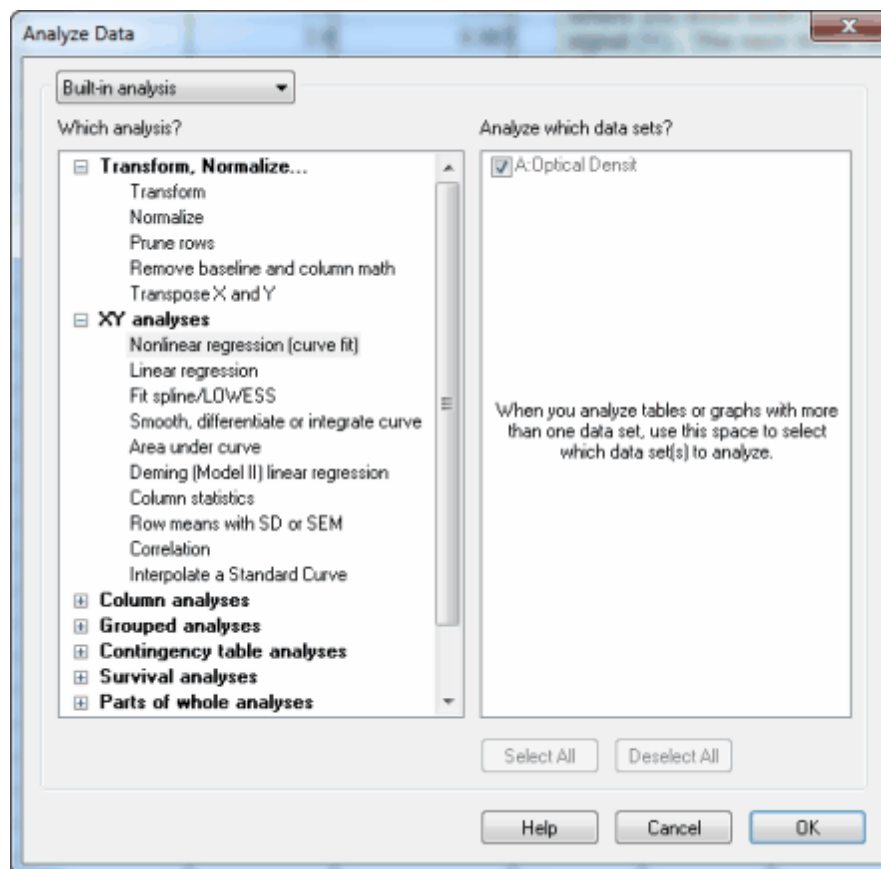 Analyze Data
Built-in analysis
Which analysis?
Transform, Normalize...
Transform
Normalize
Prune rows
Remove baseline and column math
Transpose X and Y
XY analyses
Nonlinear regression (curve fit)
Linear regression
Fit spline/LOWESS
Smooth, differentiate or integrate curve
Area under curve
Deming (Model II) linear regression
Column statistics
Row means with SD or SEM
Correlation
Interpolate a Standard Curve
Column analyses
Grouped analyses
Contingency table analyses
Survival analyses
Parts of whole analyses
Analyze which data sets?
A:Optical Densit
When you analyze tables or graphs with more
than one data set, use this space to select
which data set(s) to analyze.
Select All
Deselect All
Help
Cancel
OK